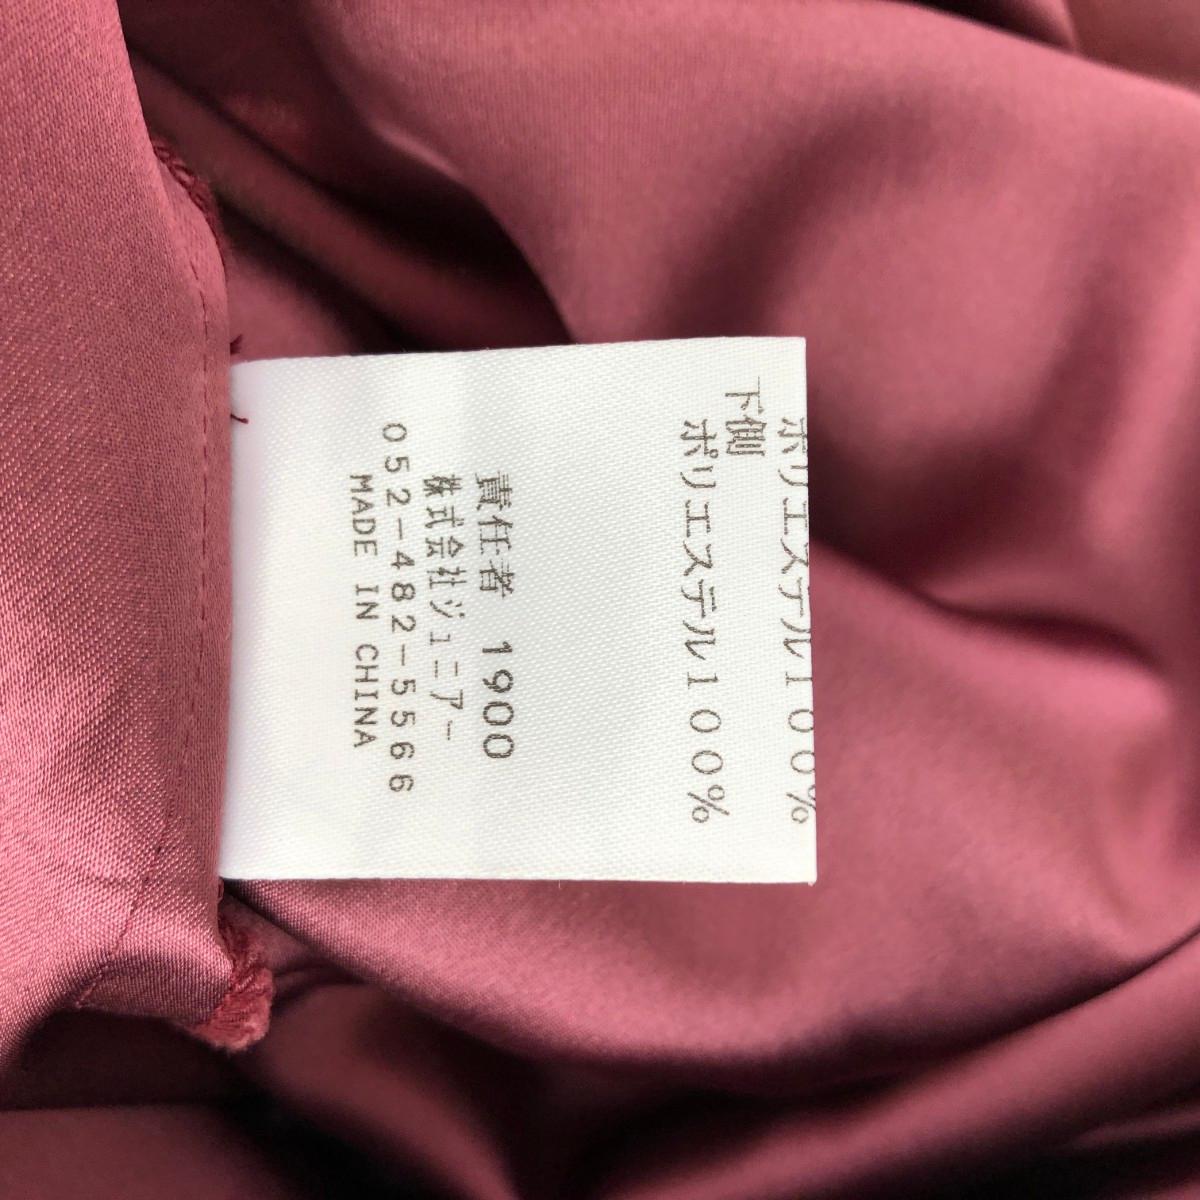 ポリエステル100%
下側
ポリエステル100%
責任者 1900
株式会社ジュニアー
052-482-5566
MADE IN CHINA